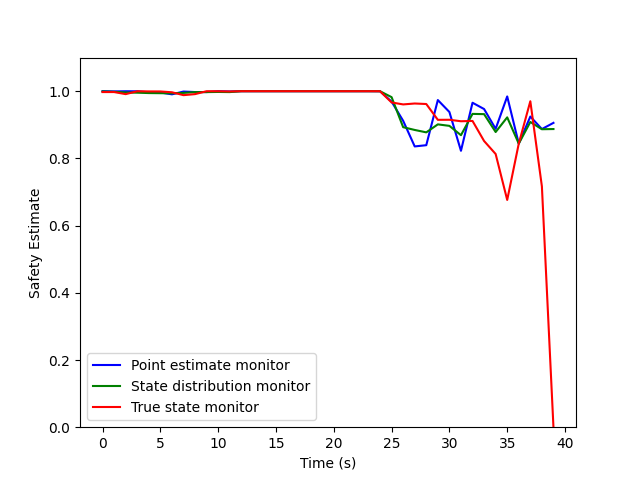 1.0
0.8
0.6
0.4
0.2
0.0
Safety Estimate
Point estimate monitor
State distribution monitor
True state monitor
0 5 10 15 20 25 30 35 40
Time (s)